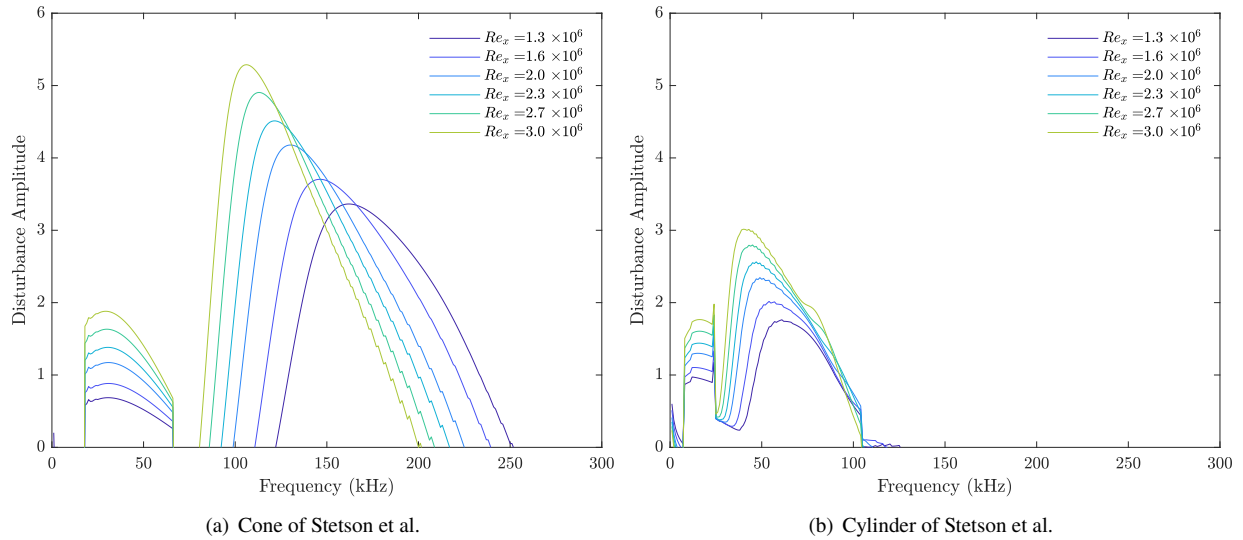 6
5
4
3
2
1
0
Disturbance Amplitude
0 50 100 150 200 250 300
Frequency (kHz)
Re_x =1.3 ×10^6
Re_x =1.6 ×10^6
Re_x =2.0 ×10^6
Re_x =2.3 ×10^6
Re_x =2.7 ×10^6
Re_x =3.0 ×10^6
(a) Cone of Stetson et al.
6
5
4
3
2
1
0
Disturbance Amplitude
0 50 100 150 200 250 300
Frequency (kHz)
Re_x =1.3 ×10^6
Re_x =1.6 ×10^6
Re_x =2.0 ×10^6
Re_x =2.3 ×10^6
Re_x =2.7 ×10^6
Re_x =3.0 ×10^6
(b) Cylinder of Stetson et al.